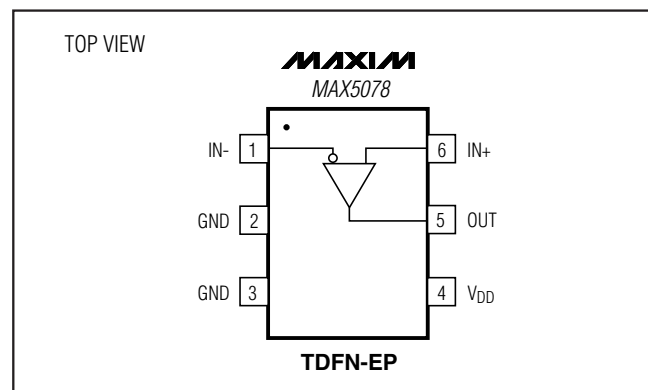 TOP VIEW
MAXIM
MAX5078
IN- 1 6 IN+
GND 2 5 OUT
GND 3 4 VDD
TDFN-EP